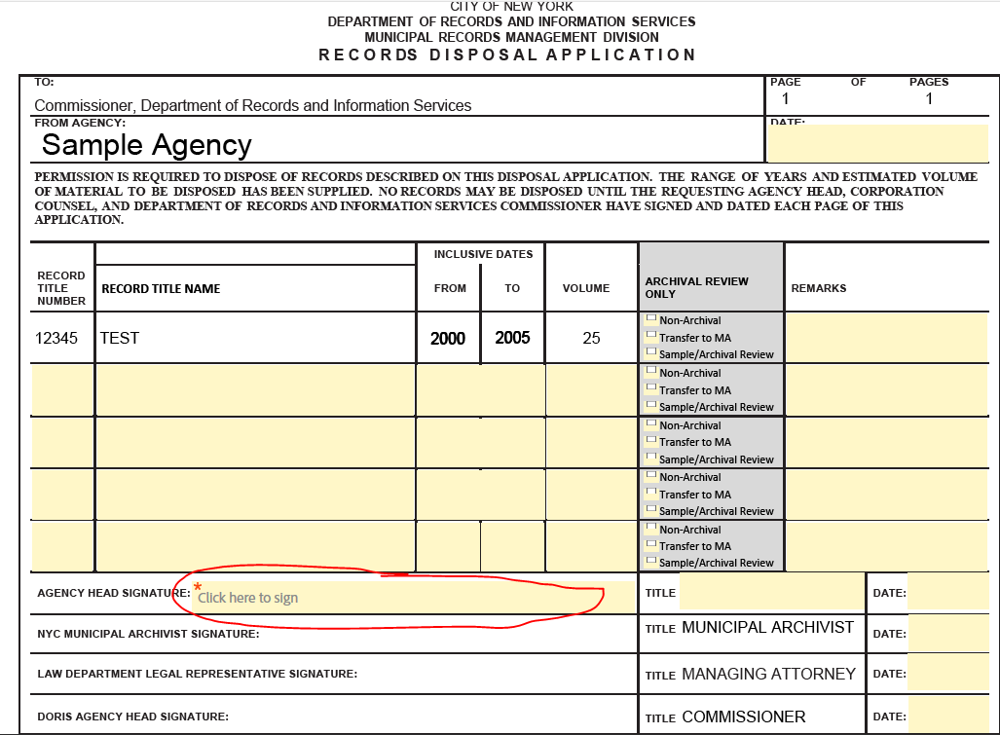 CITY OF NEW YORK
DEPARTMENT OF RECORDS AND INFORMATION SERVICES
MUNICIPAL RECORDS MANAGEMENT DIVISION
RECORDS DISPOSAL APPLICATION
TO:
Commissioner, Department of Records and Information Services
PAGE OF PAGES
1 1
FROM AGENCY:
Sample Agency
DATE:
PERMISSION IS REQUIRED TO DISPOSE OF RECORDS DESCRIBED ON THIS DISPOSAL APPLICATION. THE RANGE OF YEARS AND ESTIMATED VOLUME
OF MATERIAL TO BE DISPOSED HAS BEEN SUPPLIED. NO RECORDS MAY BE DISPOSED UNTIL THE REQUESTING AGENCY HEAD, CORPORATION
COUNSEL, AND DEPARTMENT OF RECORDS AND INFORMATION SERVICES COMMISSIONER HAVE SIGNED AND DATED EACH PAGE OF THIS
APPLICATION.
RECORD
TITLE
NUMBER
RECORD TITLE NAME
INCLUSIVE DATES
FROM TO
VOLUME
ARCHIVAL REVIEW
ONLY
REMARKS
12345 TEST 2000 2005 25
Non-Archival
Transfer to MA
Sample/Archival Review
Non-Archival
Transfer to MA
Sample/Archival Review
Non-Archival
Transfer to MA
Sample/Archival Review
Non-Archival
Transfer to MA
Sample/Archival Review
Non-Archival
Transfer to MA
Sample/Archival Review
AGENCY HEAD SIGNATURE: * Click here to sign TITLE DATE:
NYC MUNICIPAL ARCHIVIST SIGNATURE: TITLE MUNICIPAL ARCHIVIST DATE:
LAW DEPARTMENT LEGAL REPRESENTATIVE SIGNATURE: TITLE MANAGING ATTORNEY DATE:
DORIS AGENCY HEAD SIGNATURE: TITLE COMMISSIONER DATE: